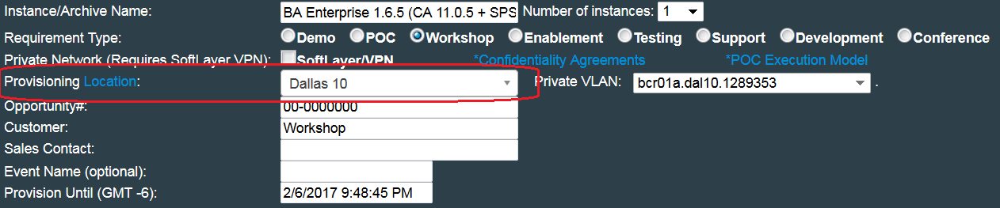 Instance/Archive Name: BA Enterprise 1.6.5 (CA 11.0.5 + SPS Number of instances: 1
Requirement Type: Demo POC Workshop Enablement Testing Support Development Conference
Private Network (Requires SoftLayer VPN): SoftLayer/VPN *Confidentiality Agreements *POC Execution Model
Provisioning Location: Dallas 10 Private VLAN: bcr01a.dal10.1289353 .
Opportunity#: 00-0000000
Customer: Workshop
Sales Contact:
Event Name (optional):
Provision Until (GMT -6): 2/6/2017 9:48:45 PM